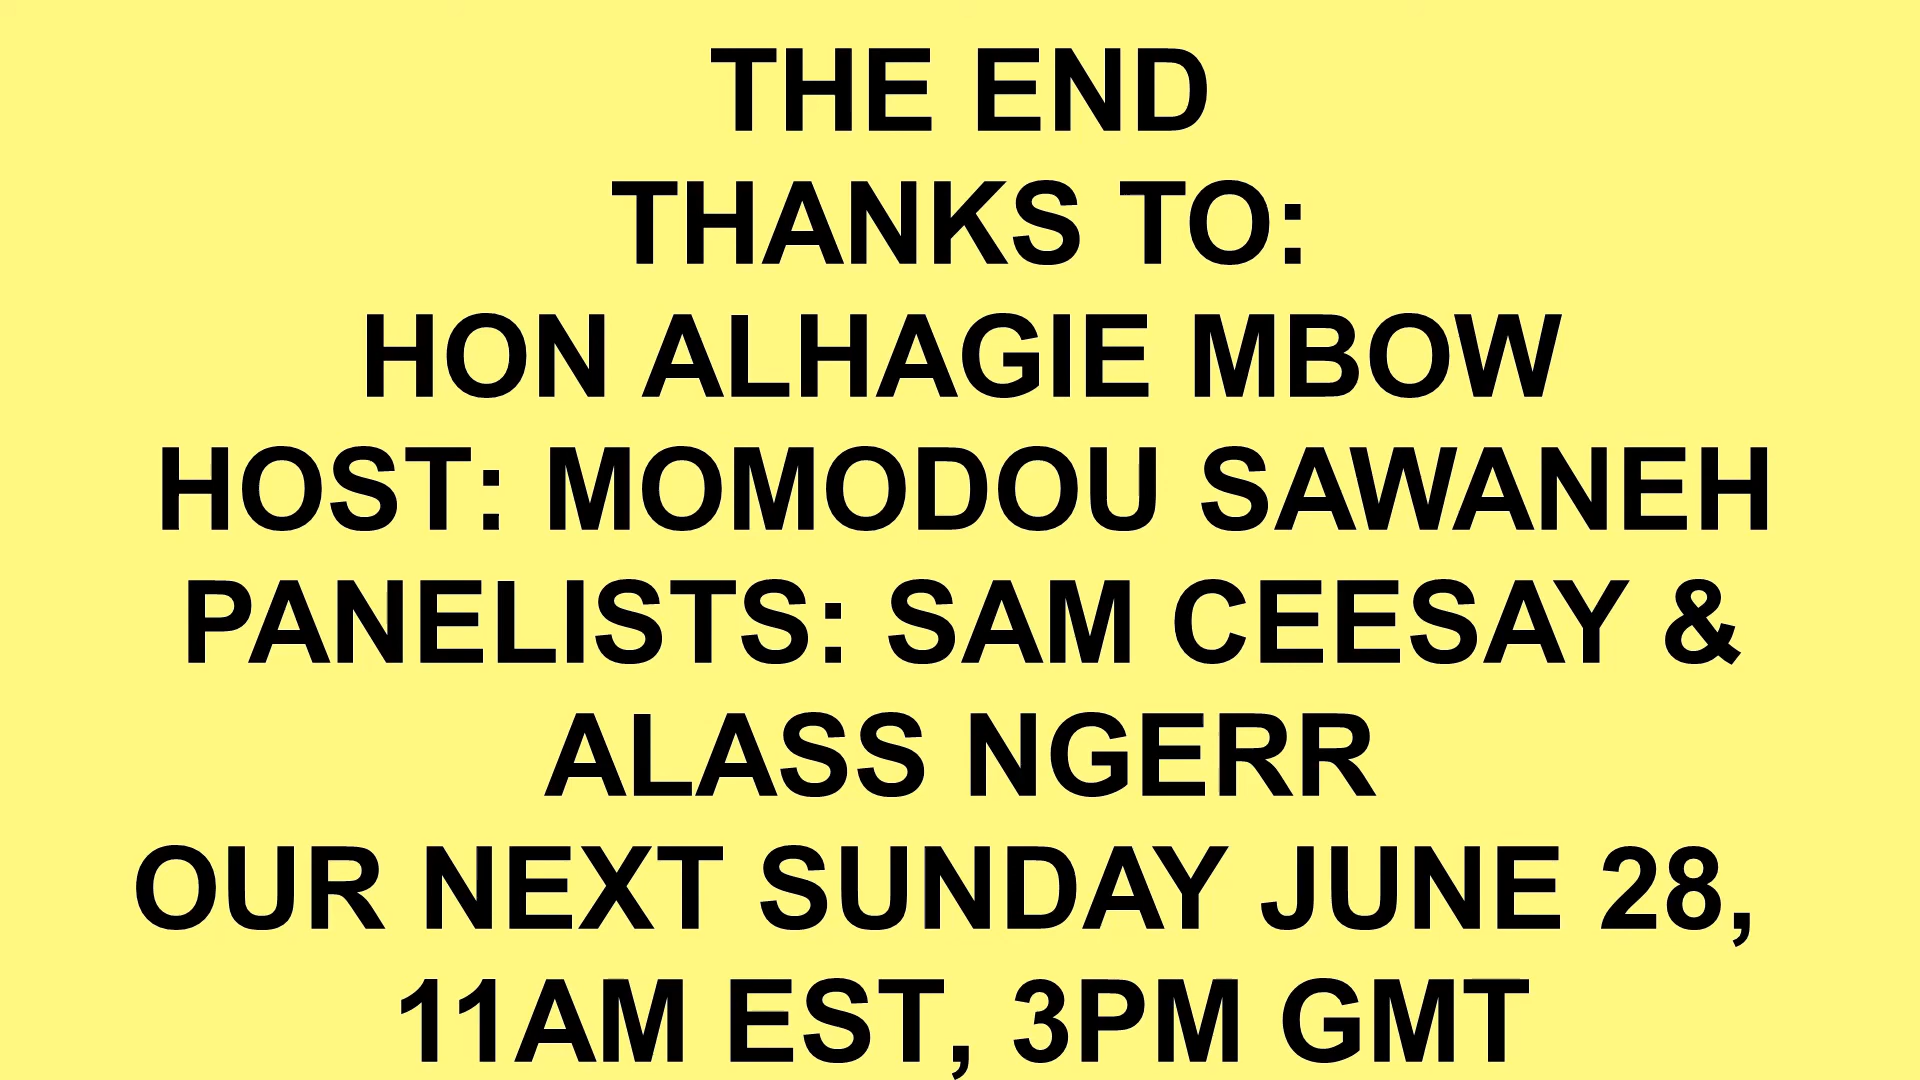 THE END
THANKS TO:
HON ALHAGIE MBOW
HOST: MOMODOU SAWANEH
PANELISTS: SAM CEESAY &
ALASS NGERR
OUR NEXT SUNDAY JUNE 28,
11AM EST, 3PM GMT